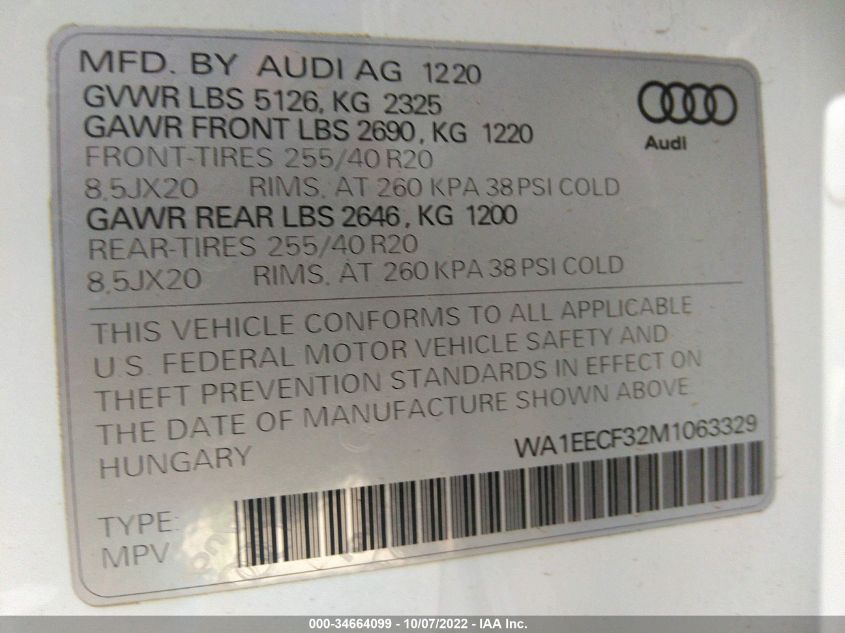 MFD. BY AUDI AG 1220
GVWR LBS 5126, KG 2325
GAWR FRONT LBS 2690, KG 1220
FRONT-TIRES 255/40 R20
8,5JX20 RIMS, AT 260 KPA 38 PSI COLD
GAWR REAR LBS 2646, KG 1200
REAR-TIRES 255/40 R20
8,5JX20 RIMS, AT 260 KPA 38 PSI COLD
Audi
THIS VEHICLE CONFORMS TO ALL APPLICABLE
U.S. FEDERAL MOTOR VEHICLE SAFETY AND
THEFT PREVENTION STANDARDS IN EFFECT ON
THE DATE OF MANUFACTURE SHOWN ABOVE
HUNGARY
WA1EECF32M1063329
TYPE:
MPV
000-34664099 - 10/07/2022 - IAA Inc.